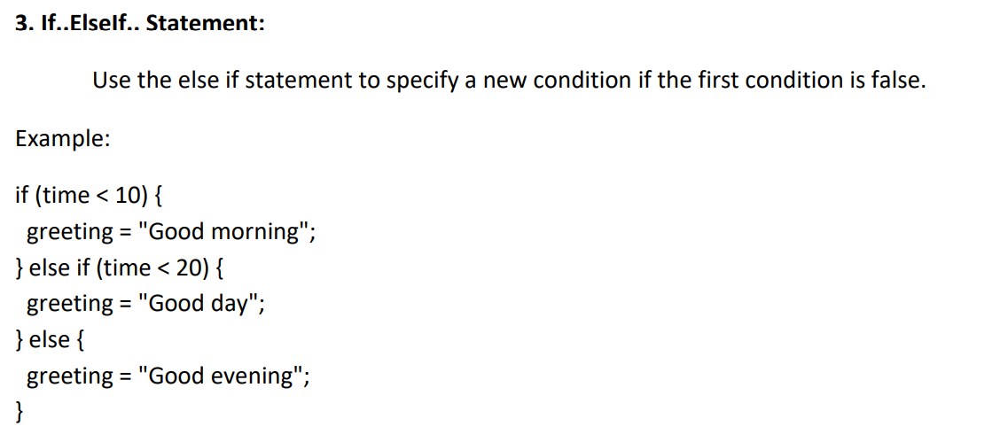 3. If..ElseIf.. Statement:
Use the else if statement to specify a new condition if the first condition is false.
Example:
if (time < 10) {
  greeting = "Good morning";
} else if (time < 20) {
  greeting = "Good day";
} else {
  greeting = "Good evening";
}